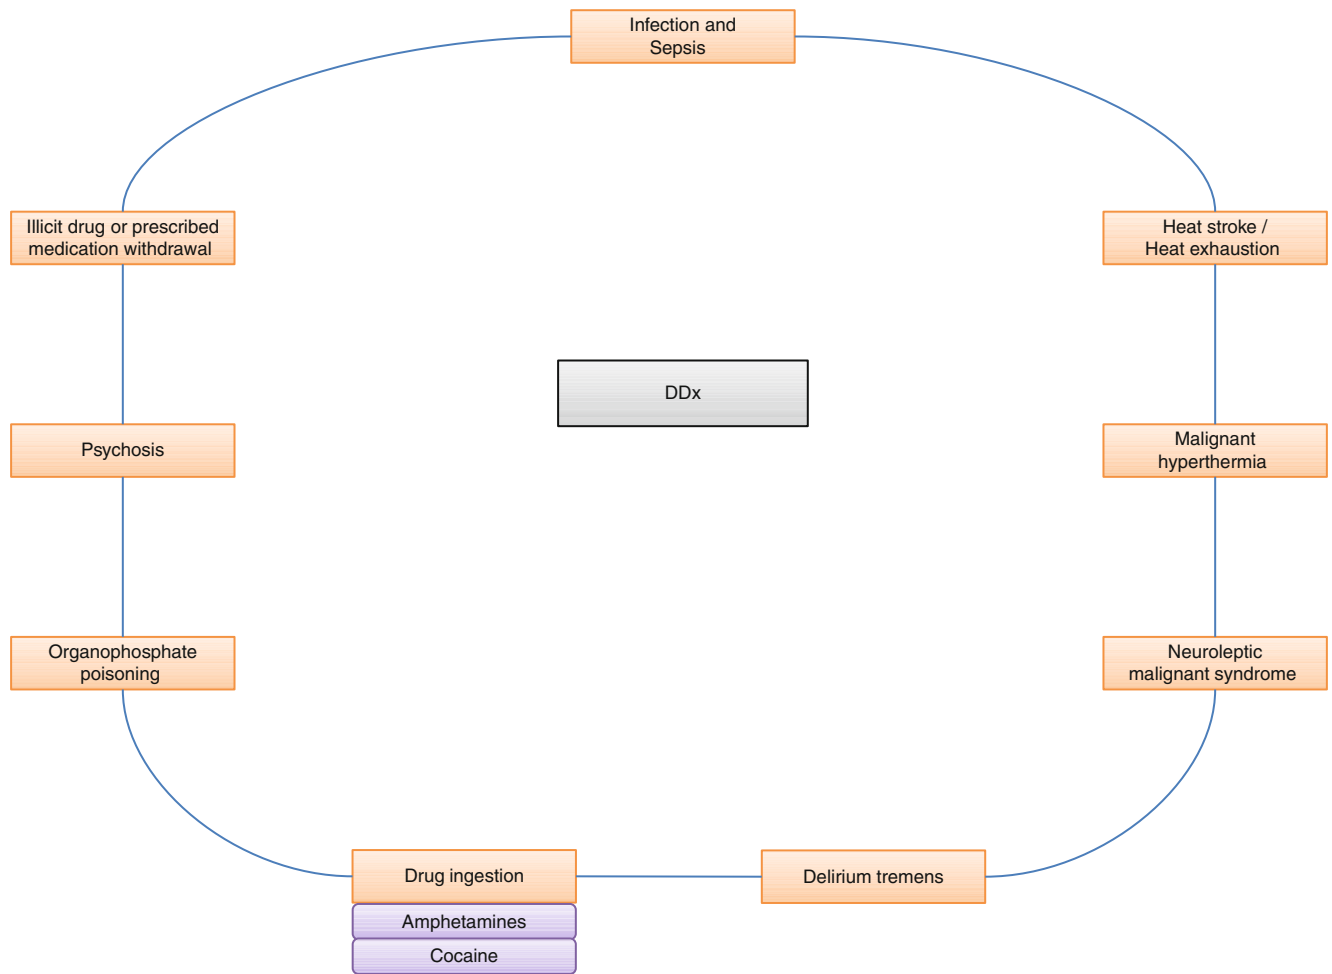 Infection and
Sepsis
Illicit drug or prescribed
medication withdrawal
Heat stroke /
Heat exhaustion
DDx
Psychosis
Malignant
hyperthermia
Organophosphate
poisoning
Neuroleptic
malignant syndrome
Drug ingestion
Delirium tremens
Amphetamines
Cocaine